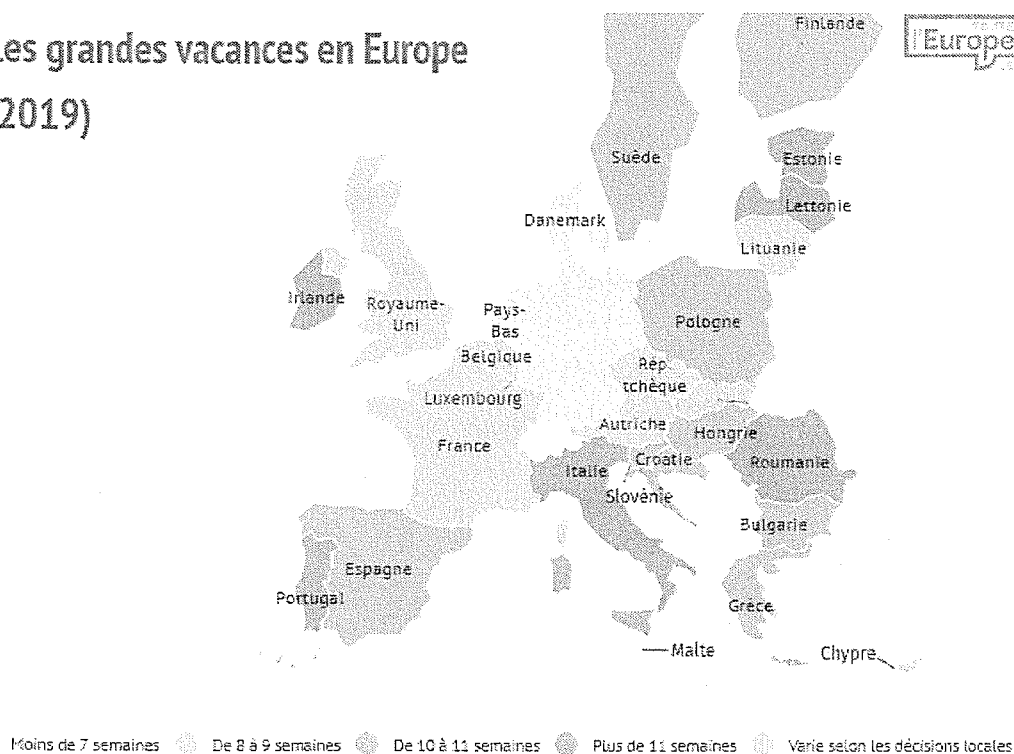 Les grandes vacances en Europe
2019)
Finlande
l'Europe
Suède
Estonie
Lettonie
Danemark
Lituanie
Irlande
Royaume-
Uni
Pays-
Bas
Pologne
Belgique
Rép
tchèque
Luxembourg
Autriche
Hongrie
France
Croatie
Italie
Roumanie
Slovénie
Bulgarie
Espagne
Portugal
Grèce
Malte
Chypre
Moins de 7 semaines
De 8 à 9 semaines
De 10 à 11 semaines
Plus de 11 semaines
Varie selon les décisions locales